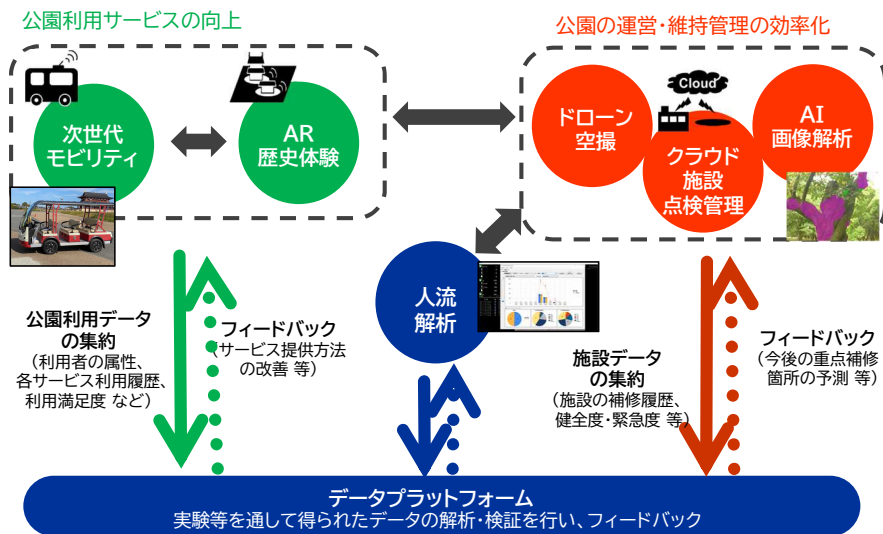 公園利用サービスの向上
公園の運営・維持管理の効率化
次世代
モビリティ
AR
歴史体験
ドローン
空撮
Cloud
クラウド
施設
点検管理
AI
画像解析
人流
解析
公園利用データ
の集約
(利用者の属性、
各サービス利用履歴、
利用満足度 など)
フィードバック
(サービス提供方法
の改善 等)
施設データ
の集約
(施設の補修履歴、
健全度・緊急度 等)
フィードバック
(今後の重点補修
箇所の予測 等)
データプラットフォーム
実験等を通して得られたデータの解析・検証を行い、フィードバック